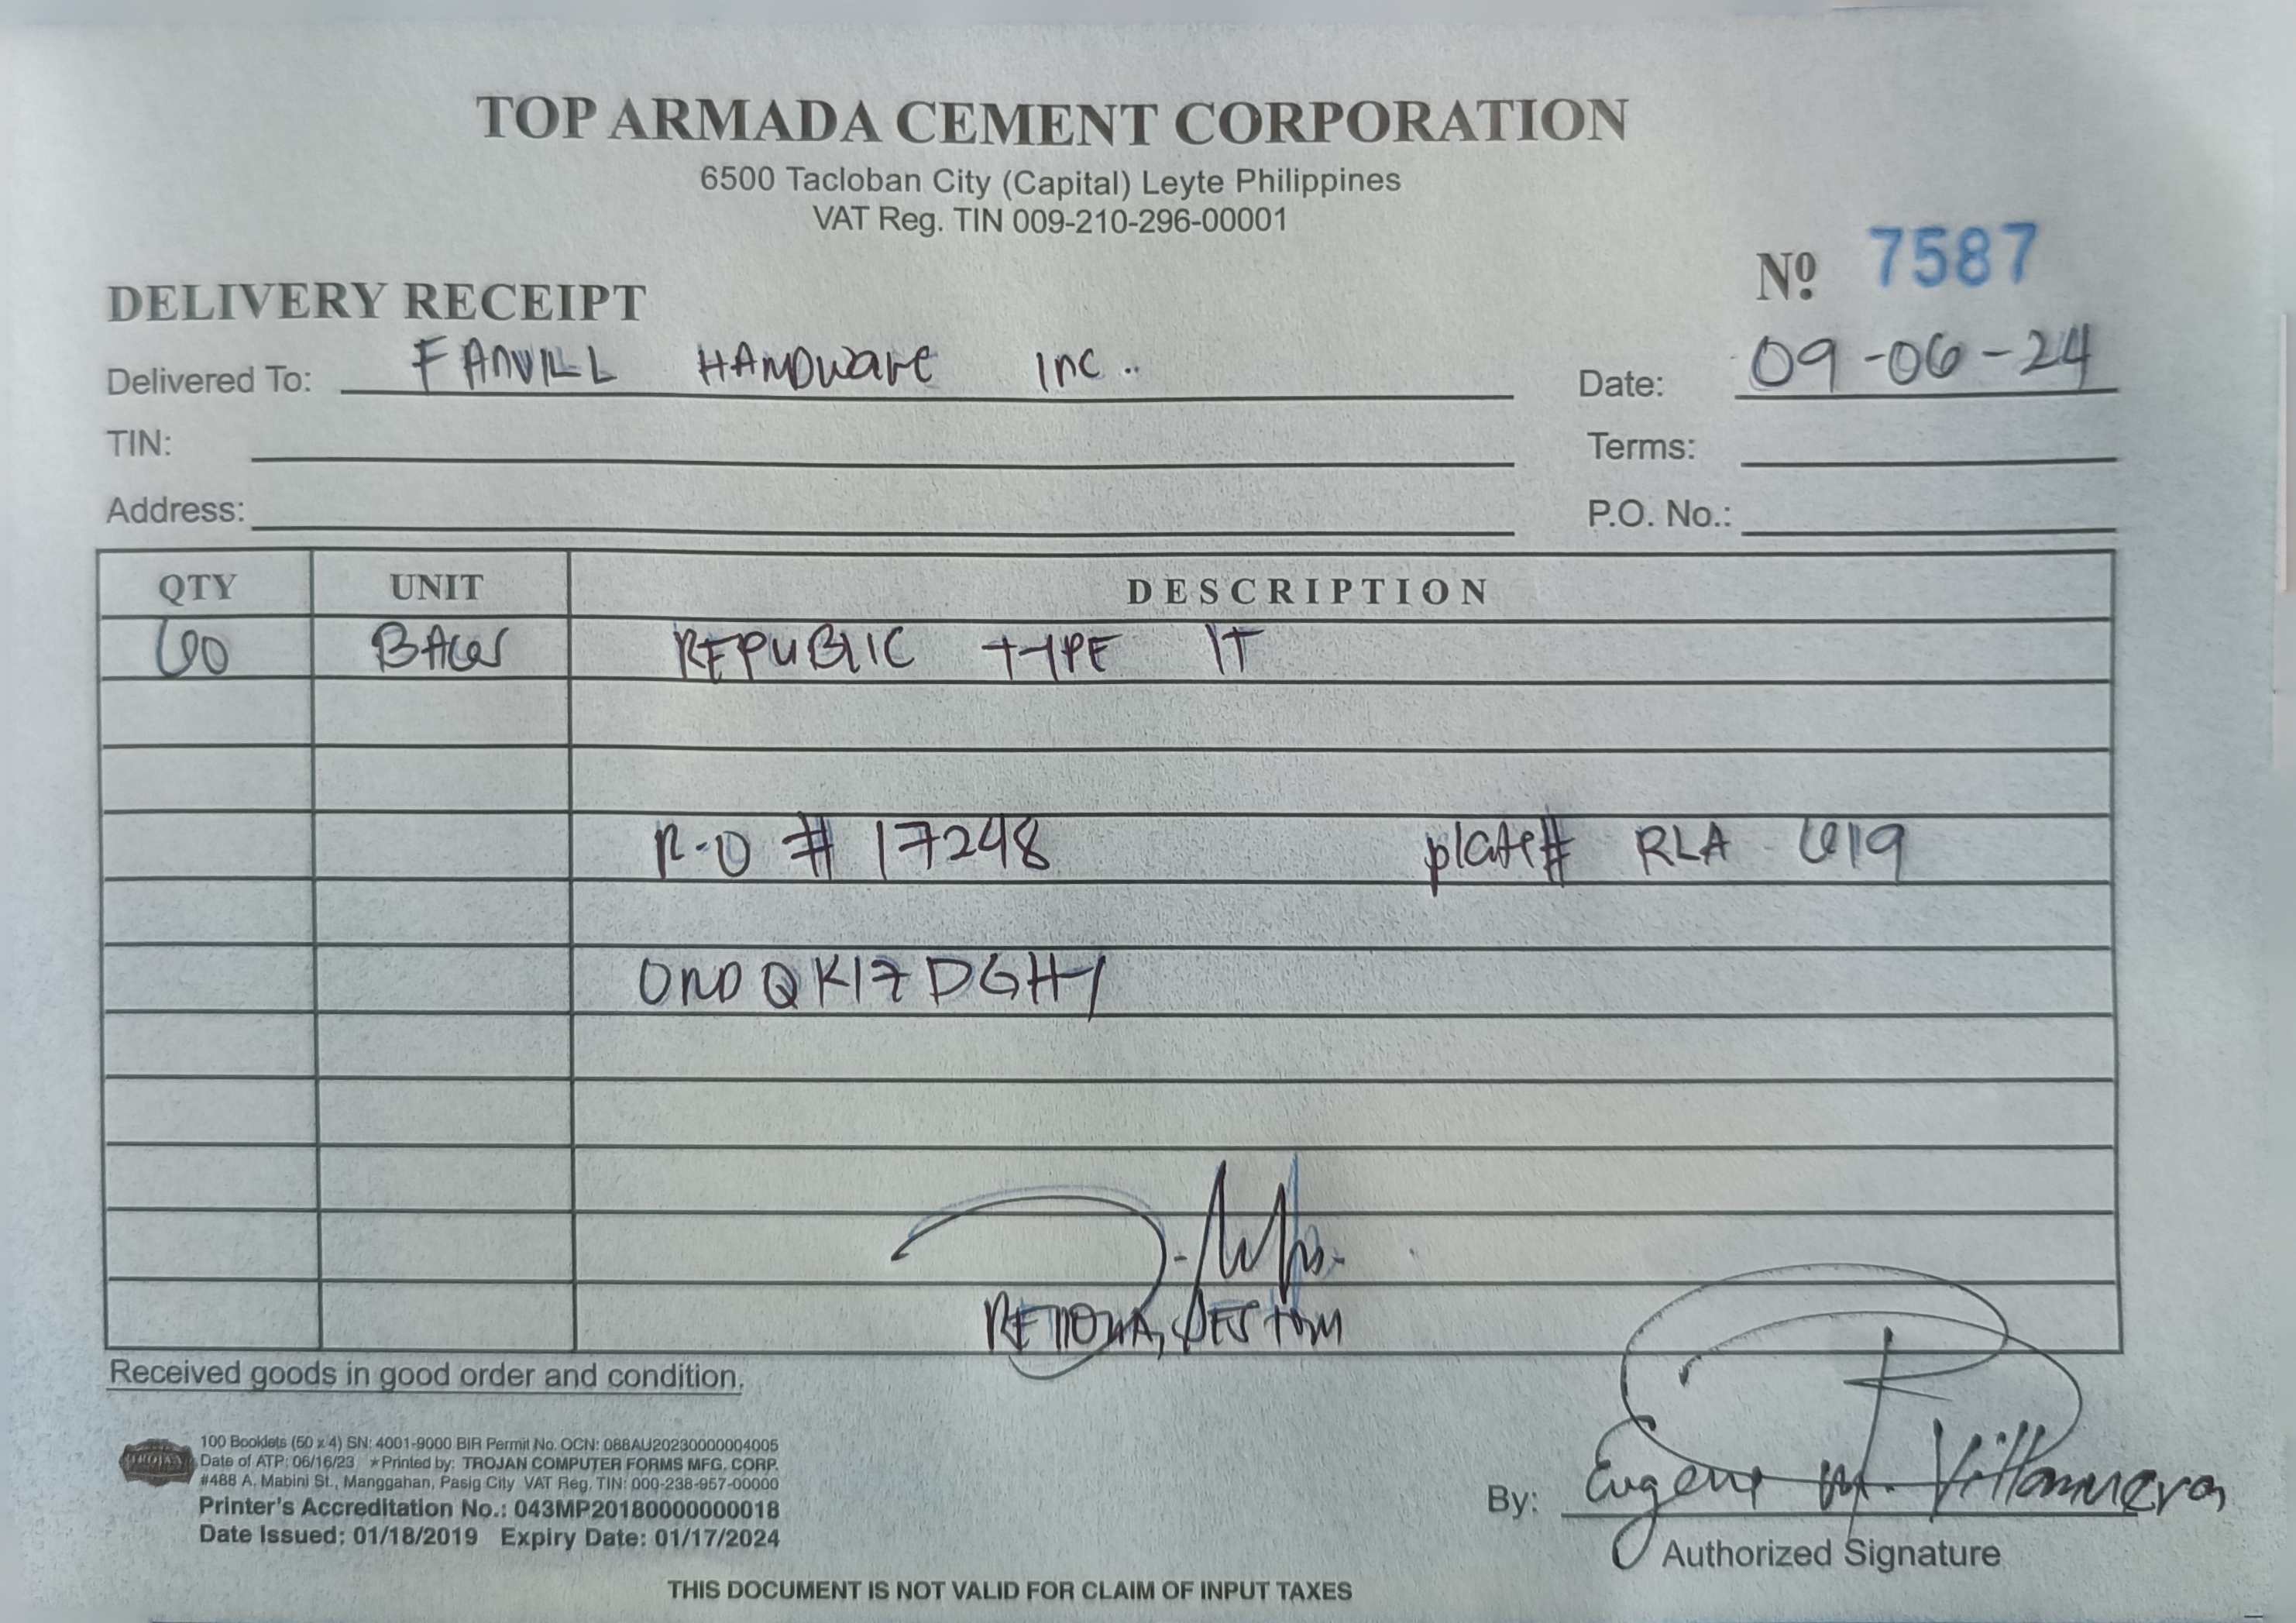 TOP ARMADA CEMENT CORPORATION
6500 Tacloban City (Capital) Leyte Philippines
VAT Reg. TIN 009-210-296-00001
Nº 7587
DELIVERY RECEIPT
Delivered To: FANVILL HARDware Inc. Date: 09-06-24
TIN: Terms:
Address: P.O. No.:
QTY UNIT DESCRIPTION
60 BAGS REPUBLIC TYPE 1T
R-O # 17248 plate# RLA 619
Received goods in good order and condition.
100 Booklets (50 x 4) SN: 4001-9000 BIR Permit No. OCN: 088AU20230000004005
Date of ATP: 06/16/23 *Printed by: TROJAN COMPUTER FORMS MFG. CORP.
#488 A. Mabini St., Manggahan, Pasig City VAT Reg. TIN: 000-238-957-00000
Printer's Accreditation No.: 043MP20180000000018
Date Issued: 01/18/2019 Expiry Date: 01/17/2024
By: Eugene M. Villanueva
Authorized Signature
THIS DOCUMENT IS NOT VALID FOR CLAIM OF INPUT TAXES